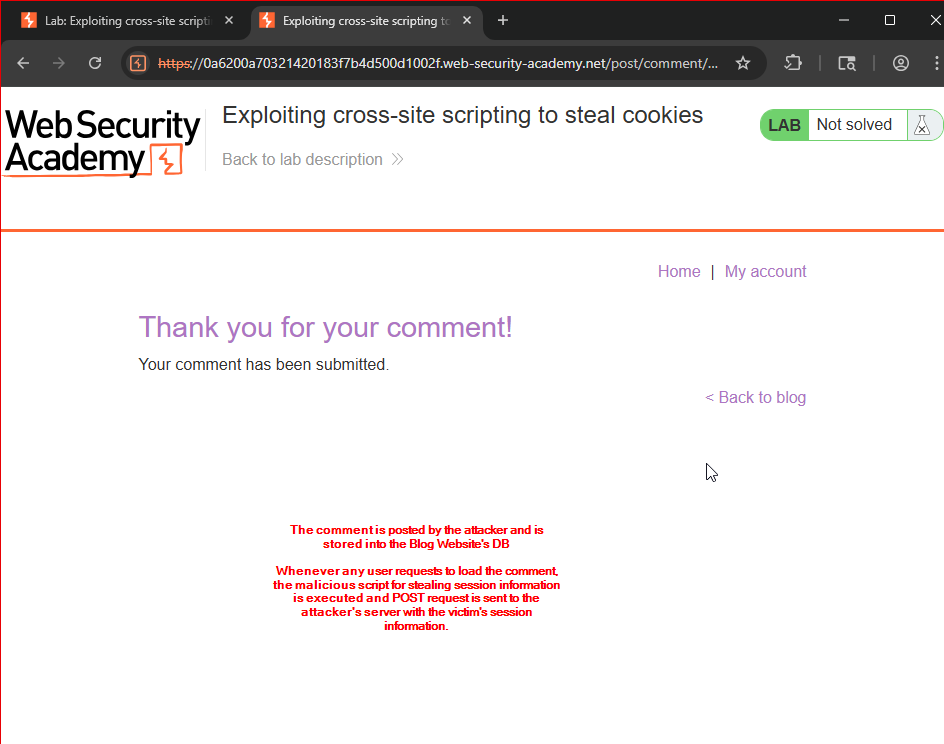 Lab: Exploiting cross-site scripti
Exploiting cross-site scripting to
https://0a6200a70321420183f7b4d500d1002f.web-security-academy.net/post/comment/...
WebSecurity
Academy
Exploiting cross-site scripting to steal cookies
Back to lab description
LAB Not solved
Home | My account
Thank you for your comment!
Your comment has been submitted.
< Back to blog
The comment is posted by the attacker and is
stored into the Blog Website's DB
Whenever any user requests to load the comment,
the malicious script for stealing session information
is executed and POST request is sent to the
attacker's server with the victim's session
information.